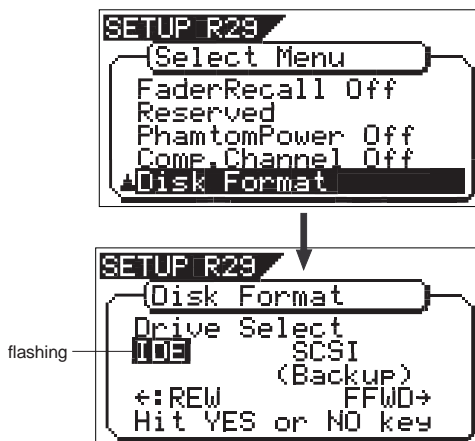 SETUP R29
Select Menu
FaderRecall Off
Reserved
PhamtomPower Off
Comp.Channel Off
Disk Format
SETUP R29
Disk Format
Drive Select
flashing IDE SCSI
(Backup)
←:REW FFWD→
Hit YES or NO key